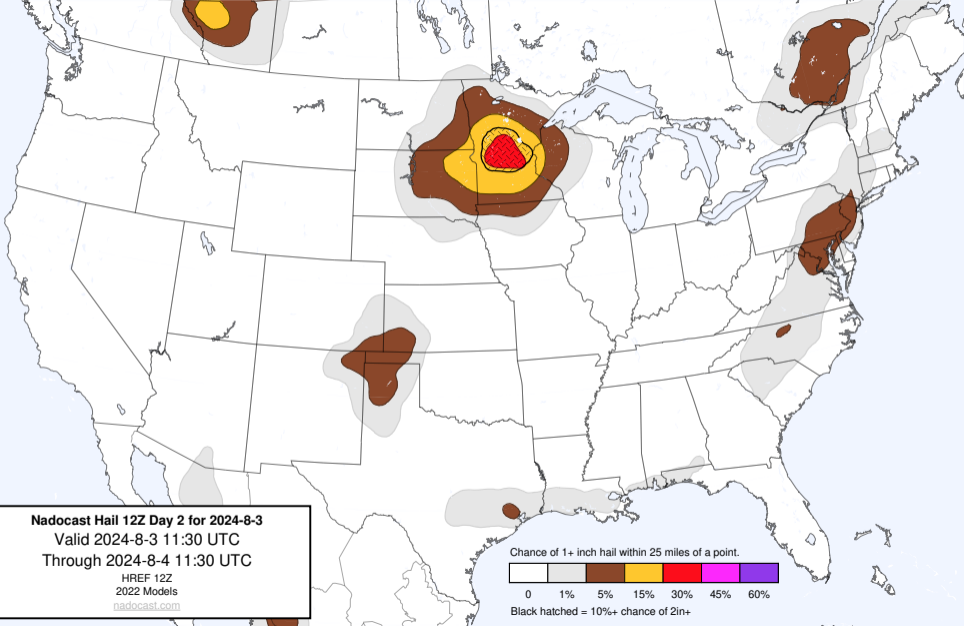 Nadocast Hail 12Z Day 2 for 2024-8-3
Valid 2024-8-3 11:30 UTC
Through 2024-8-4 11:30 UTC
HREF 12Z
2022 Models
nadocast.com
Chance of 1+ inch hail within 25 miles of a point.
0 1% 5% 15% 30% 45% 60%
Black hatched = 10%+ chance of 2in+